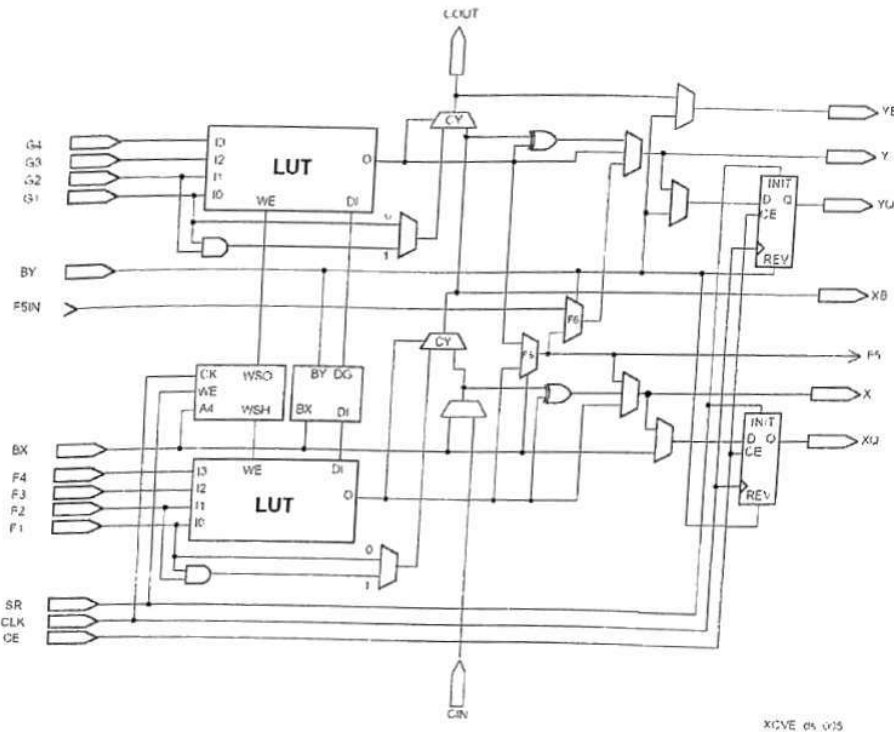 COUT
YB
CY
G4
G3
G2
G1
I3
I2
I1
I0
LUT
O
WE
DI
0
1
Y
INIT
D Q
CE
REV
YQ
BY
F5IN
F6
XB
CY
F5
F5
CK
WE
A4
WSO
WSH
BY DG
BX DI
X
BX
F4
F3
F2
F1
I3
I2
I1
I0
WE
DI
LUT
O
0
1
INIT
D Q
CE
REV
XQ
SR
CLK
CE
CIN